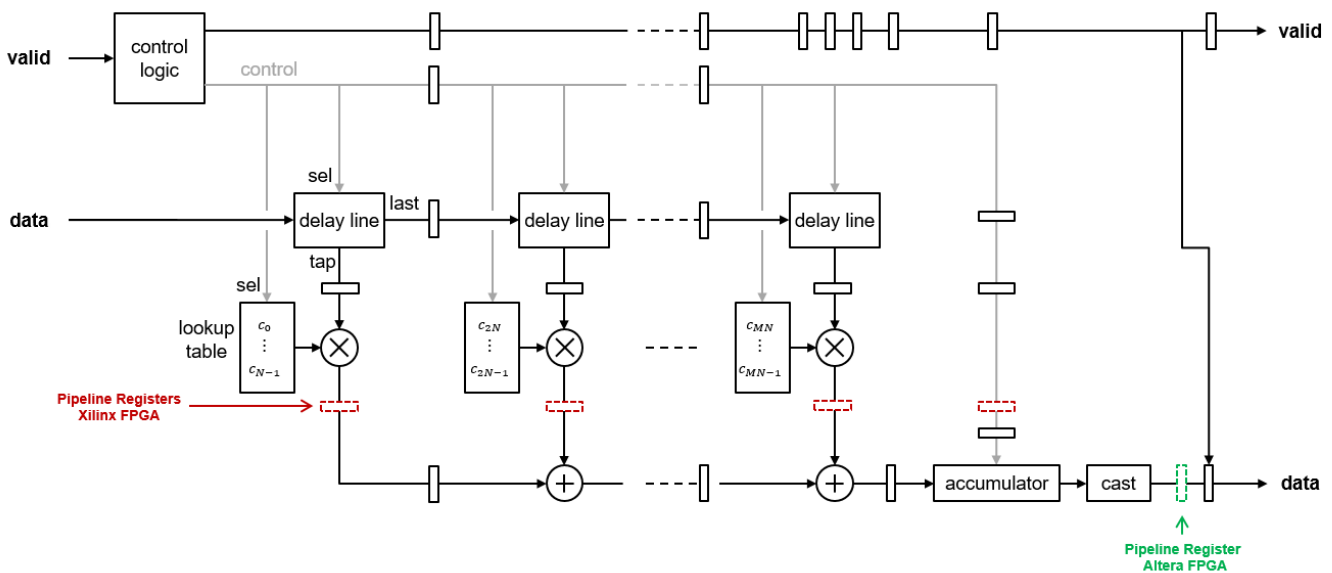 valid
control
logic
valid
control
sel
data
delay line
last
delay line
delay line
tap
sel
lookup
table
c_0
⋮
c_{N-1}
c_{2N}
⋮
c_{2N-1}
c_{MN}
⋮
c_{MN-1}
Pipeline Registers
Xilinx FPGA
accumulator
cast
data
Pipeline Register
Altera FPGA